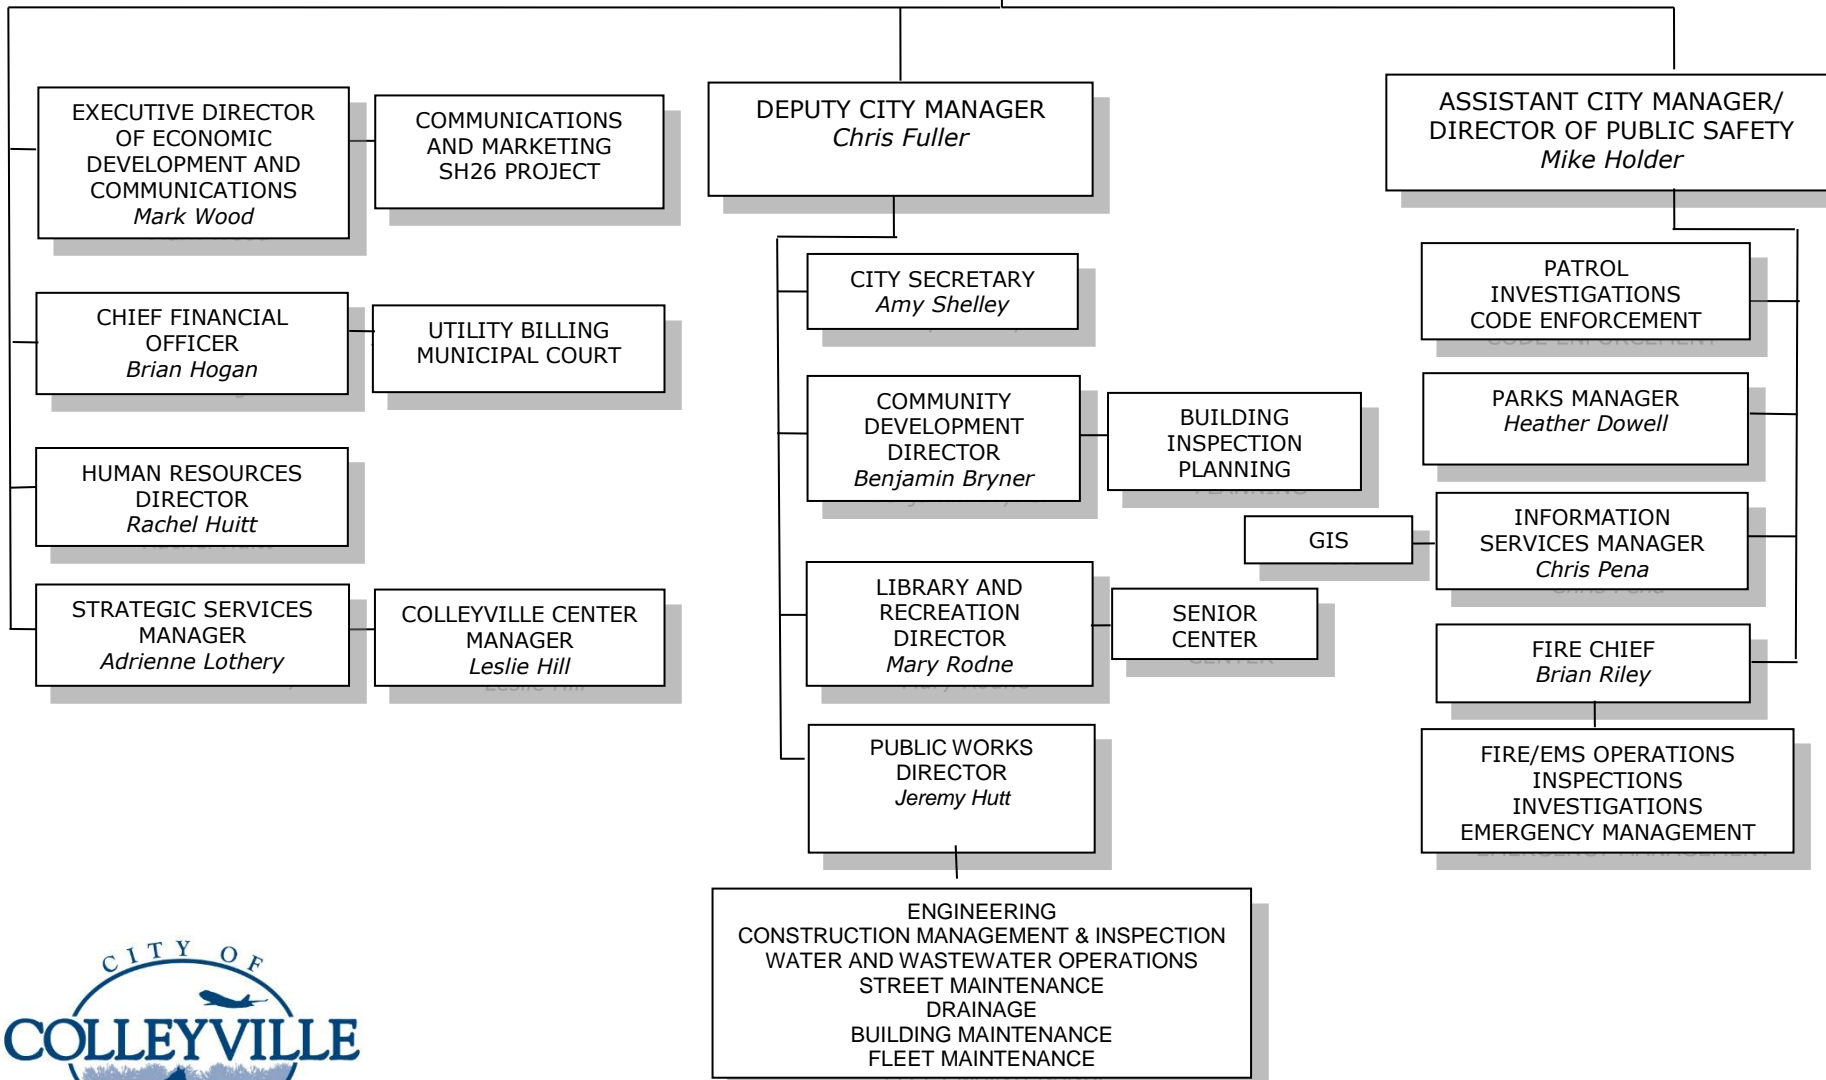 EXECUTIVE DIRECTOR
OF ECONOMIC
DEVELOPMENT AND
COMMUNICATIONS
Mark Wood
COMMUNICATIONS
AND MARKETING
SH26 PROJECT
CHIEF FINANCIAL
OFFICER
Brian Hogan
UTILITY BILLING
MUNICIPAL COURT
HUMAN RESOURCES
DIRECTOR
Rachel Huitt
STRATEGIC SERVICES
MANAGER
Adrienne Lothery
COLLEYVILLE CENTER
MANAGER
Leslie Hill
DEPUTY CITY MANAGER
Chris Fuller
CITY SECRETARY
Amy Shelley
COMMUNITY
DEVELOPMENT
DIRECTOR
Benjamin Bryner
BUILDING
INSPECTION
PLANNING
LIBRARY AND
RECREATION
DIRECTOR
Mary Rodne
SENIOR
CENTER
PUBLIC WORKS
DIRECTOR
Jeremy Hutt
ENGINEERING
CONSTRUCTION MANAGEMENT & INSPECTION
WATER AND WASTEWATER OPERATIONS
STREET MAINTENANCE
DRAINAGE
BUILDING MAINTENANCE
FLEET MAINTENANCE
ASSISTANT CITY MANAGER/
DIRECTOR OF PUBLIC SAFETY
Mike Holder
PATROL
INVESTIGATIONS
CODE ENFORCEMENT
PARKS MANAGER
Heather Dowell
GIS
INFORMATION
SERVICES MANAGER
Chris Pena
FIRE CHIEF
Brian Riley
FIRE/EMS OPERATIONS
INSPECTIONS
INVESTIGATIONS
EMERGENCY MANAGEMENT
CITY OF
COLLEYVILLE